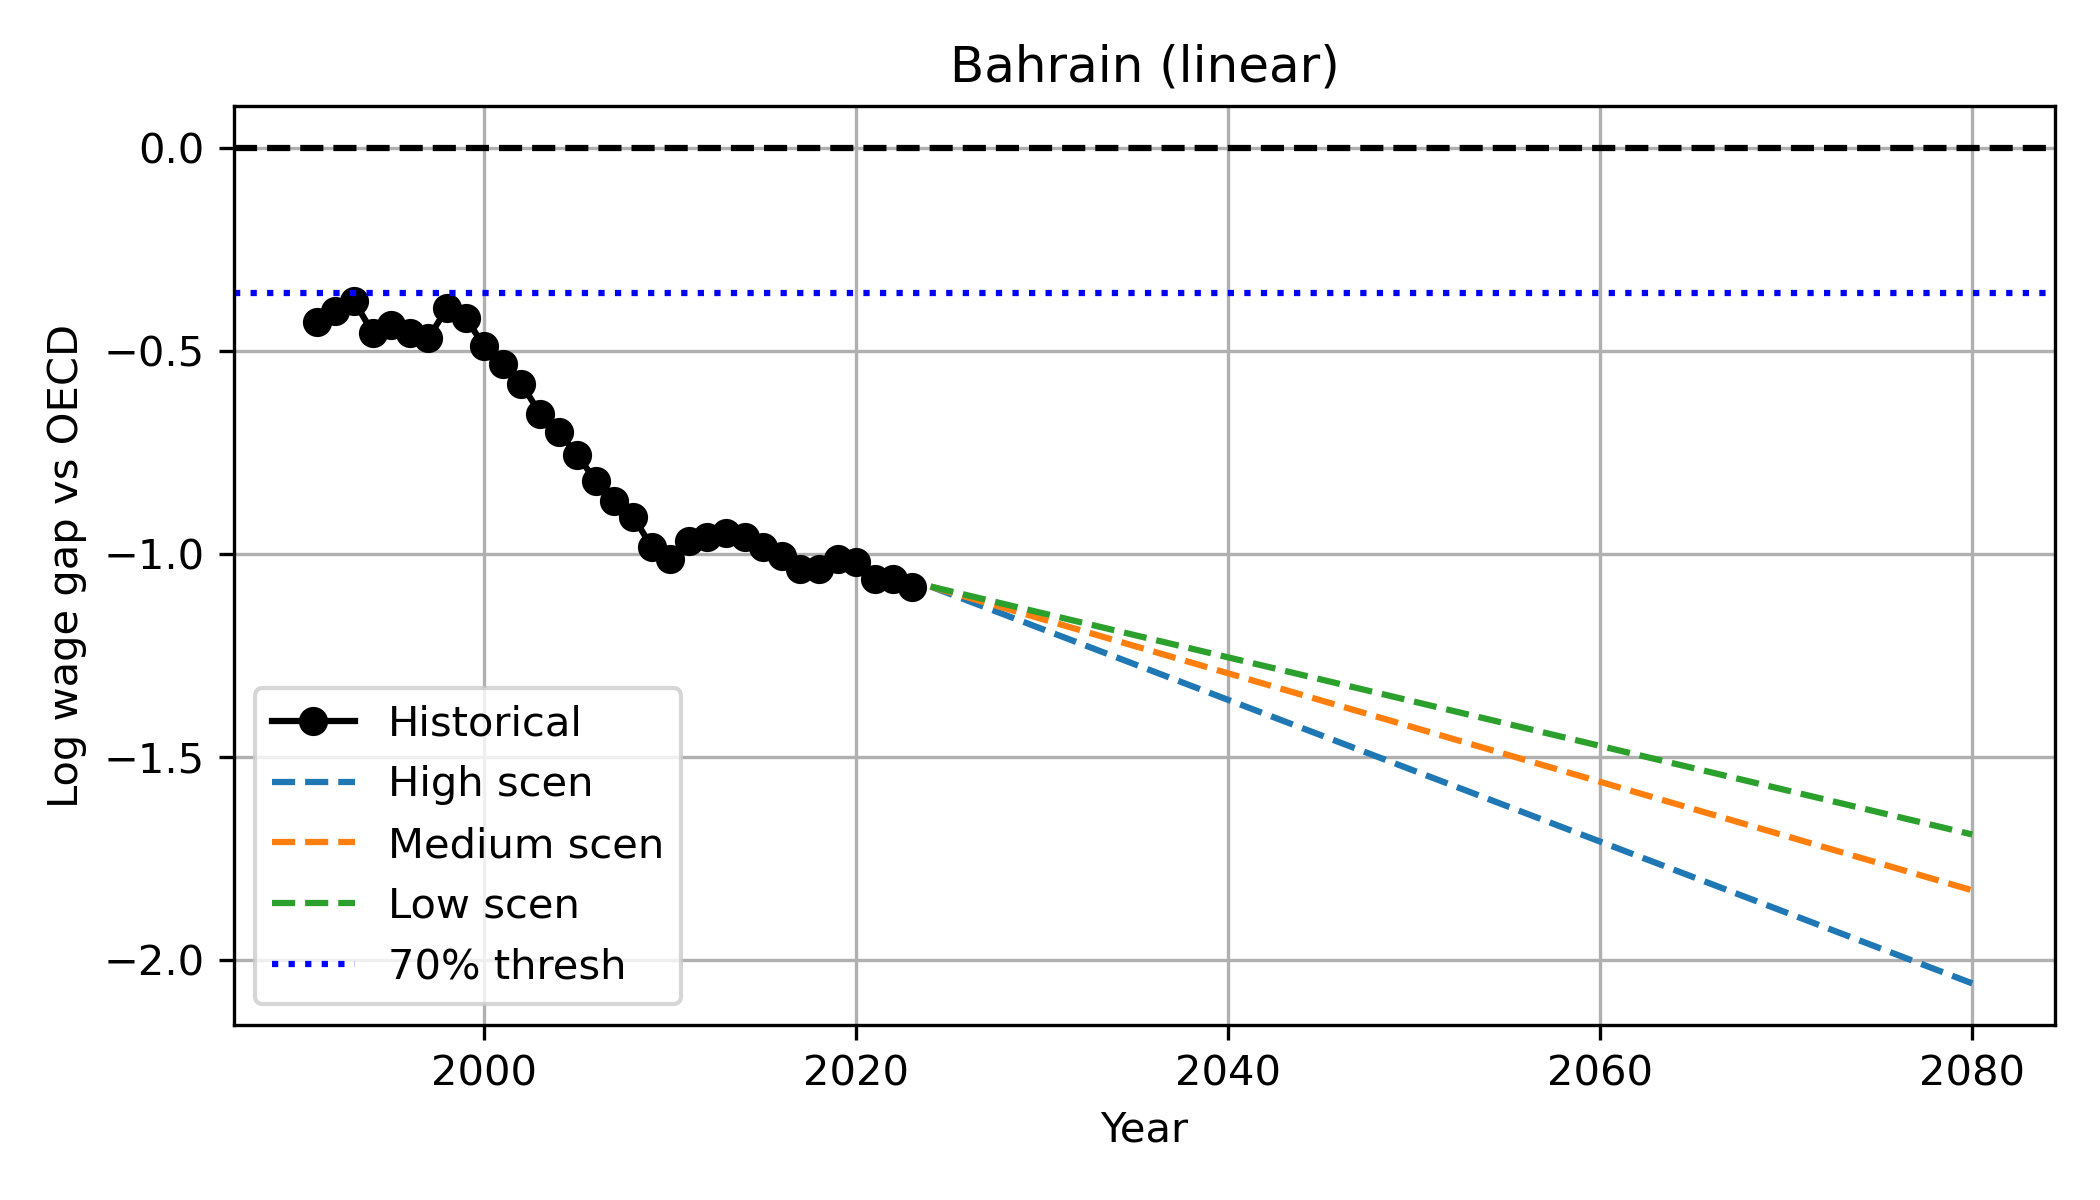 Bahrain (linear)
0.0
−0.5
−1.0
−1.5
−2.0
Log wage gap vs OECD
Historical
High scen
Medium scen
Low scen
70% thresh
2000 2020 2040 2060 2080
Year